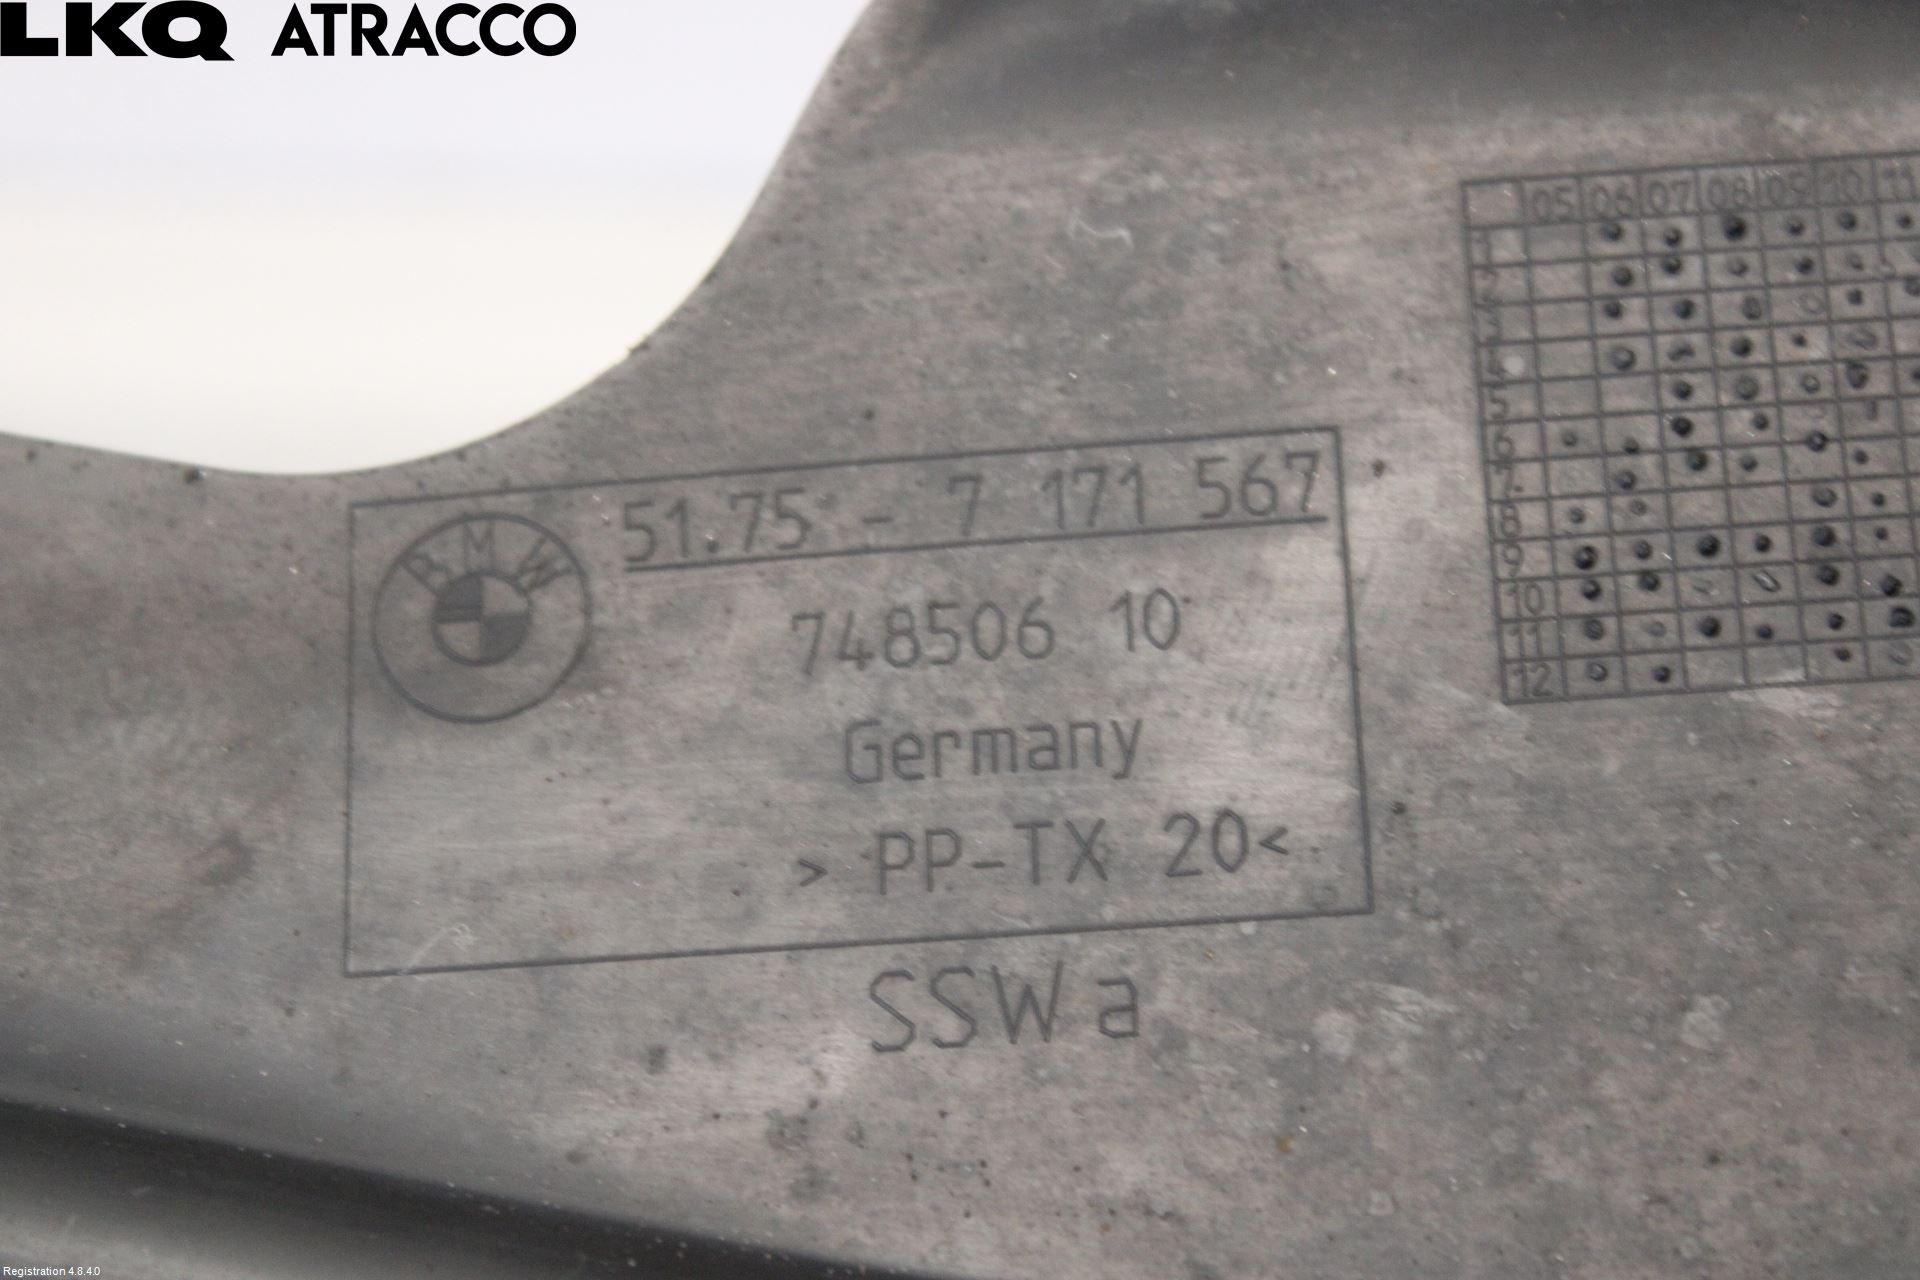 LKQ ATRACCO
05 06 07 08 09 10 11
1
2
3
4
5
6
7
8
9
10
11
12
BMW
51.75 - 7 171 567
748506 10
Germany
> PP-TX 20<
SSW a
Registration 4.8.4.0